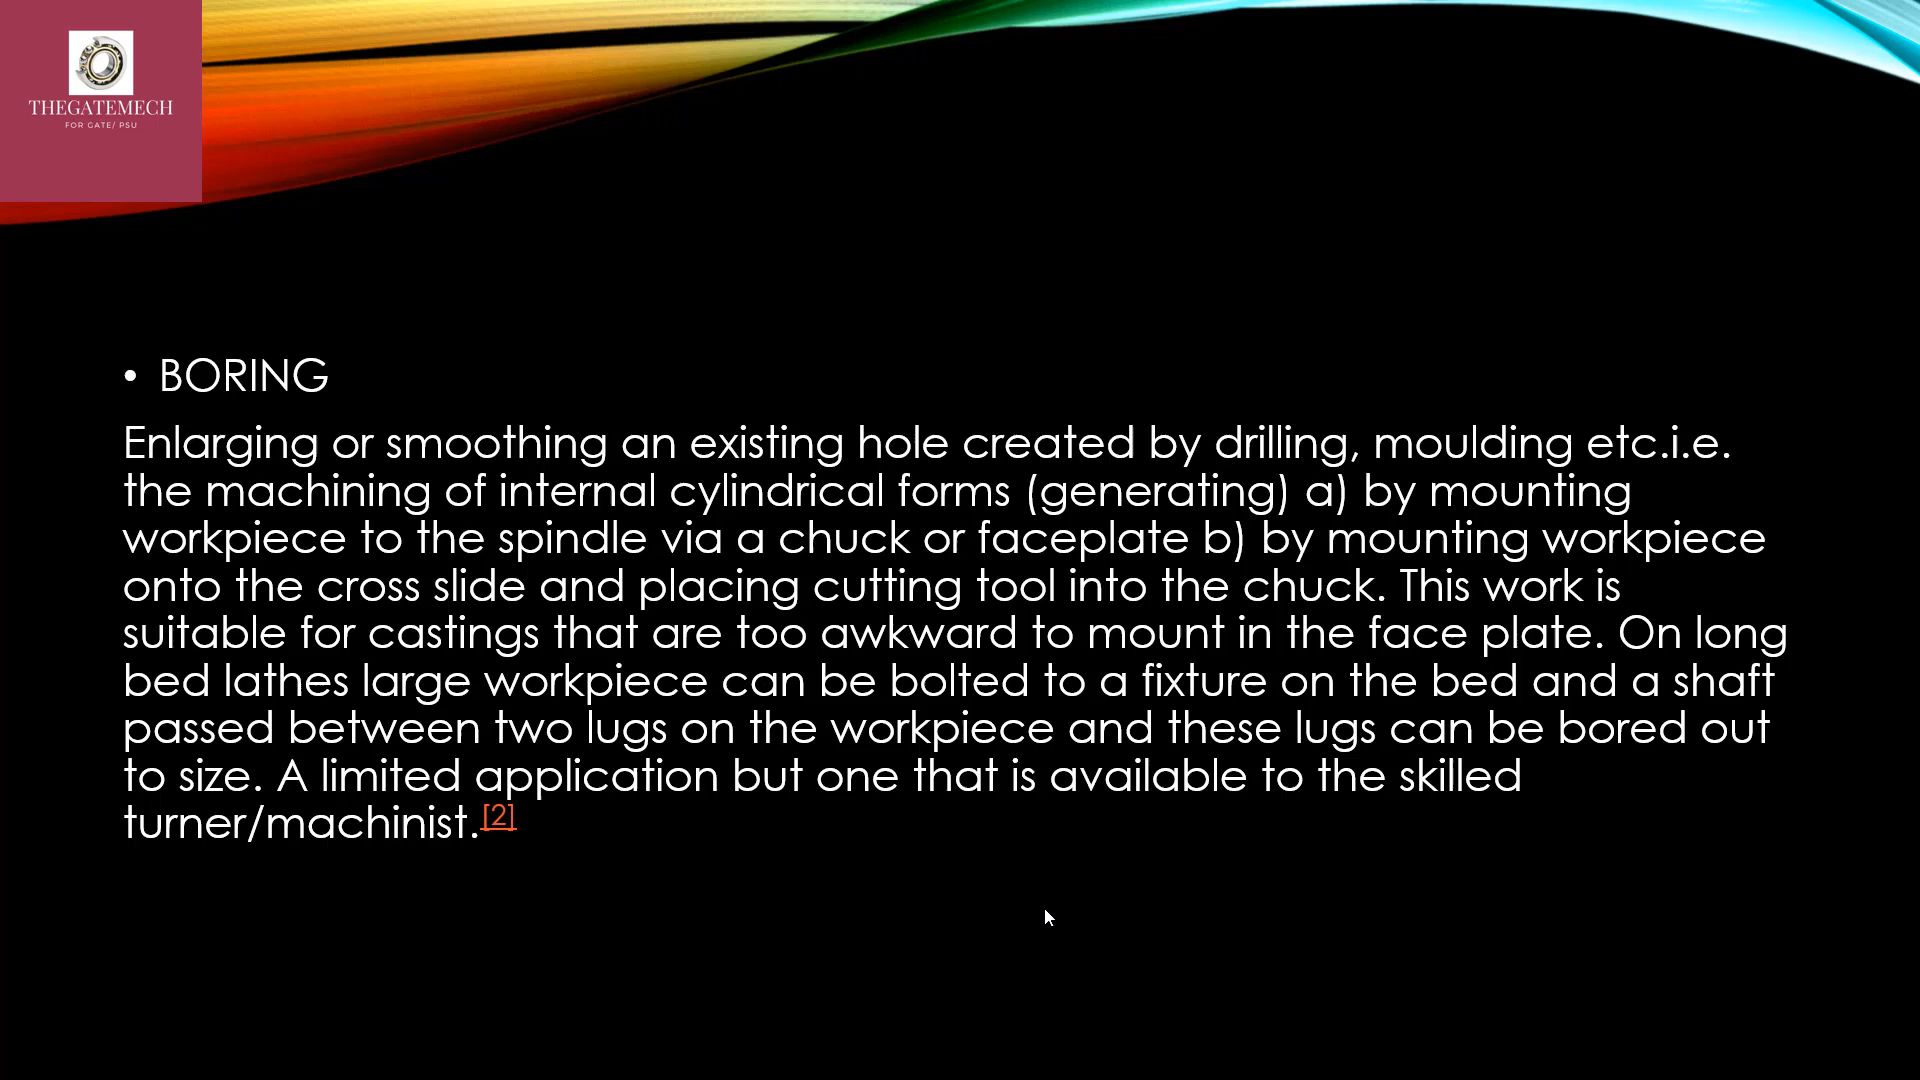 THEGATEMECH
FOR GATE/ PSU
• BORING
Enlarging or smoothing an existing hole created by drilling, moulding etc.i.e.
the machining of internal cylindrical forms (generating) a) by mounting
workpiece to the spindle via a chuck or faceplate b) by mounting workpiece
onto the cross slide and placing cutting tool into the chuck. This work is
suitable for castings that are too awkward to mount in the face plate. On long
bed lathes large workpiece can be bolted to a fixture on the bed and a shaft
passed between two lugs on the workpiece and these lugs can be bored out
to size. A limited application but one that is available to the skilled
turner/machinist.[2]